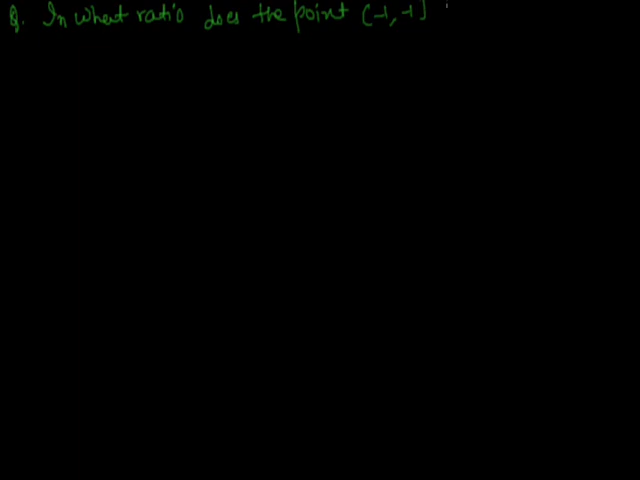 Q. In what ratio does the point (-1, -1)